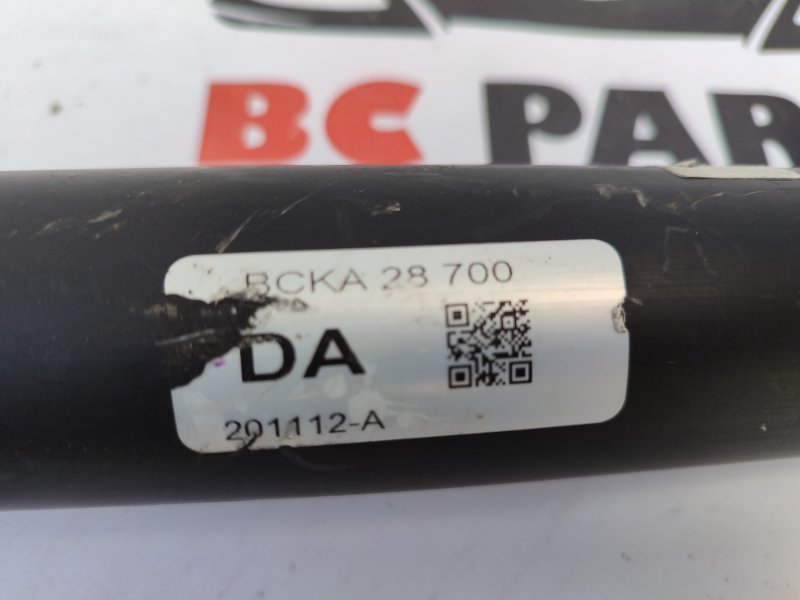 BC PAR
BCKA 28 700
DA
201112-A